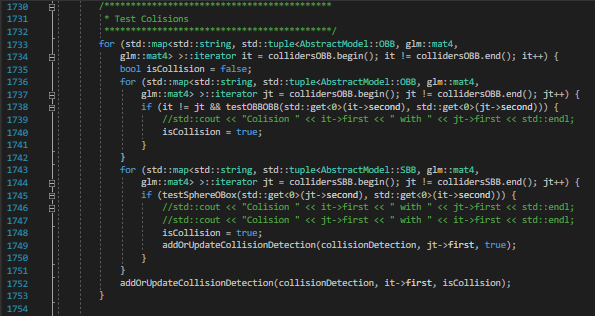 1730 /*******************************************
1731 * Test Colisions
1732 *******************************************/
1733 for (std::map<std::string, std::tuple<AbstractModel::OBB, glm::mat4,
1734 glm::mat4> >::iterator it = collidersOBB.begin(); it != collidersOBB.end(); it++) {
1735 bool isCollision = false;
1736 for (std::map<std::string, std::tuple<AbstractModel::OBB, glm::mat4,
1737 glm::mat4> >::iterator jt = collidersOBB.begin(); jt != collidersOBB.end(); jt++) {
1738 if (it != jt && testOBBOBB(std::get<0>(it->second), std::get<0>(jt->second))) {
1739 //std::cout << "Colision " << it->first << " with " << jt->first << std::endl;
1740 isCollision = true;
1741 }
1742 }
1743 for (std::map<std::string, std::tuple<AbstractModel::SBB, glm::mat4,
1744 glm::mat4> >::iterator jt = collidersSBB.begin(); jt != collidersSBB.end(); jt++) {
1745 if (testSphereOBox(std::get<0>(jt->second), std::get<0>(it->second))) {
1746 //std::cout << "Colision " << it->first << " with " << jt->first << std::endl;
1747 //std::cout << "Colision " << jt->first << " with " << it->first << std::endl;
1748 isCollision = true;
1749 addOrUpdateCollisionDetection(collisionDetection, jt->first, true);
1750 }
1751 }
1752 addOrUpdateCollisionDetection(collisionDetection, it->first, isCollision);
1753 }
1754